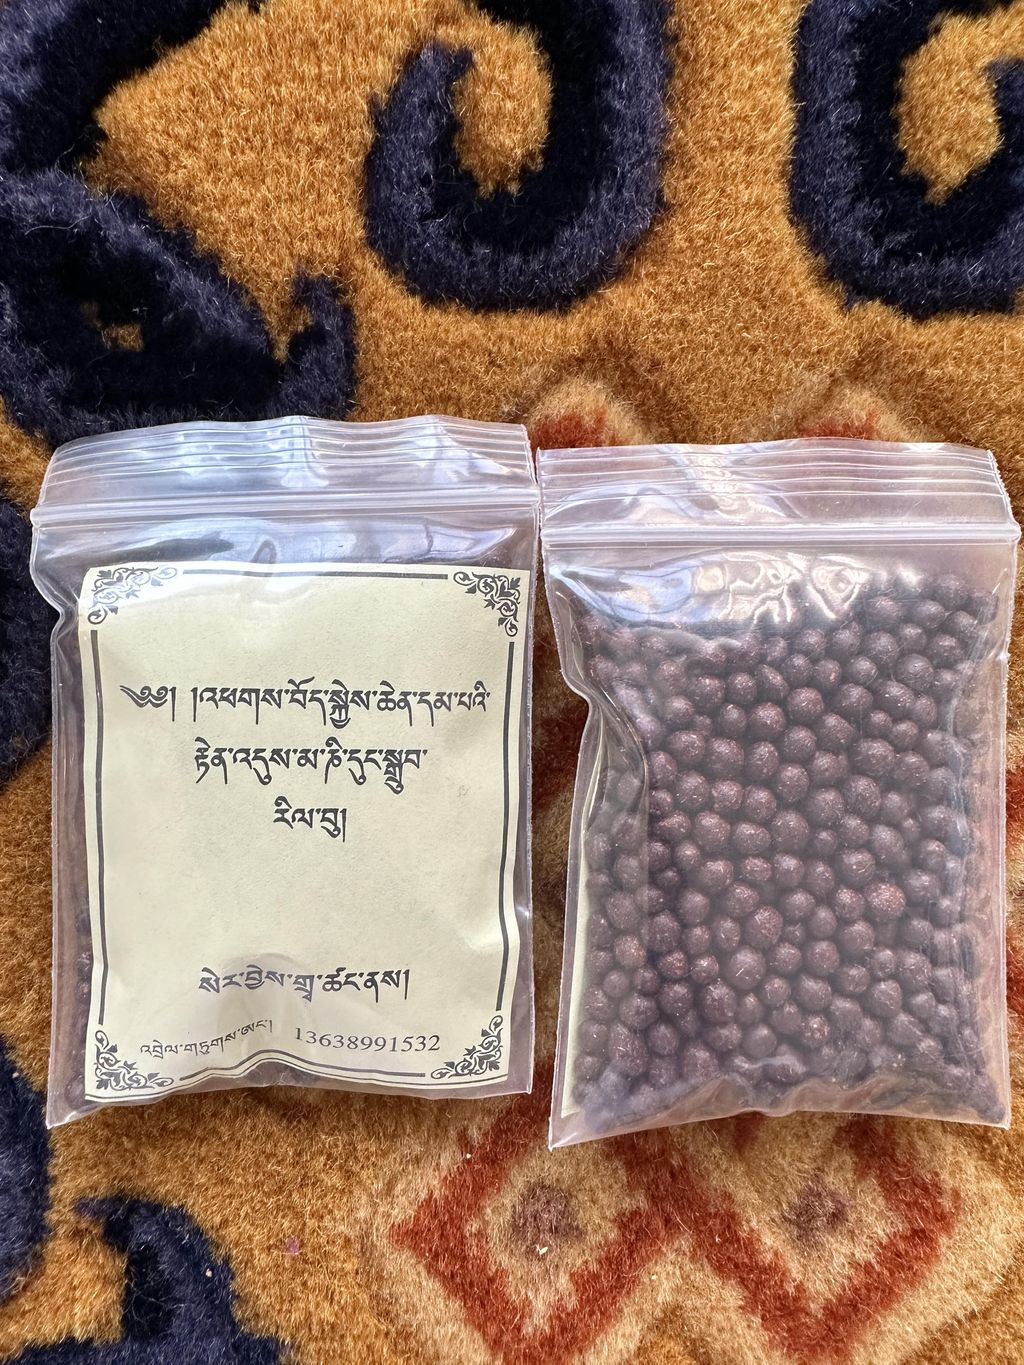 ༄༅། །འཕགས་བོད་སྐྱེས་ཆེན་དམ་པའི་
རྟེན་འདུས་མ་ཎི་དུང་སྒྲུབ་
རིལ་བུ།
སེར་བྱེས་གྲྭ་ཚང་ནས།
འབྲེལ་གཏུགས་ཨང་། 13638991532